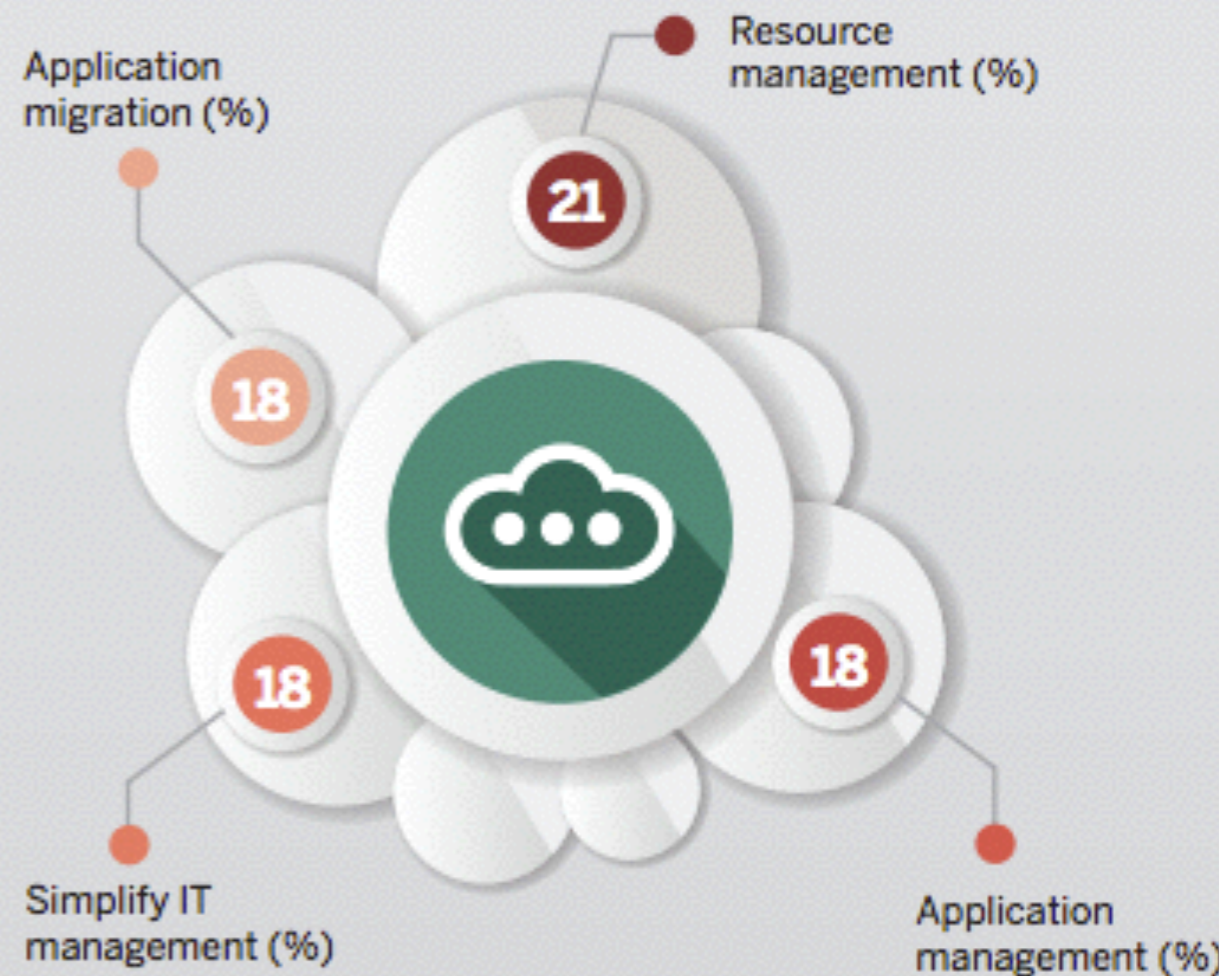 Application
migration (%)
Resource
management (%)
21
18
18
18
Simplify IT
management (%)
Application
management (%)